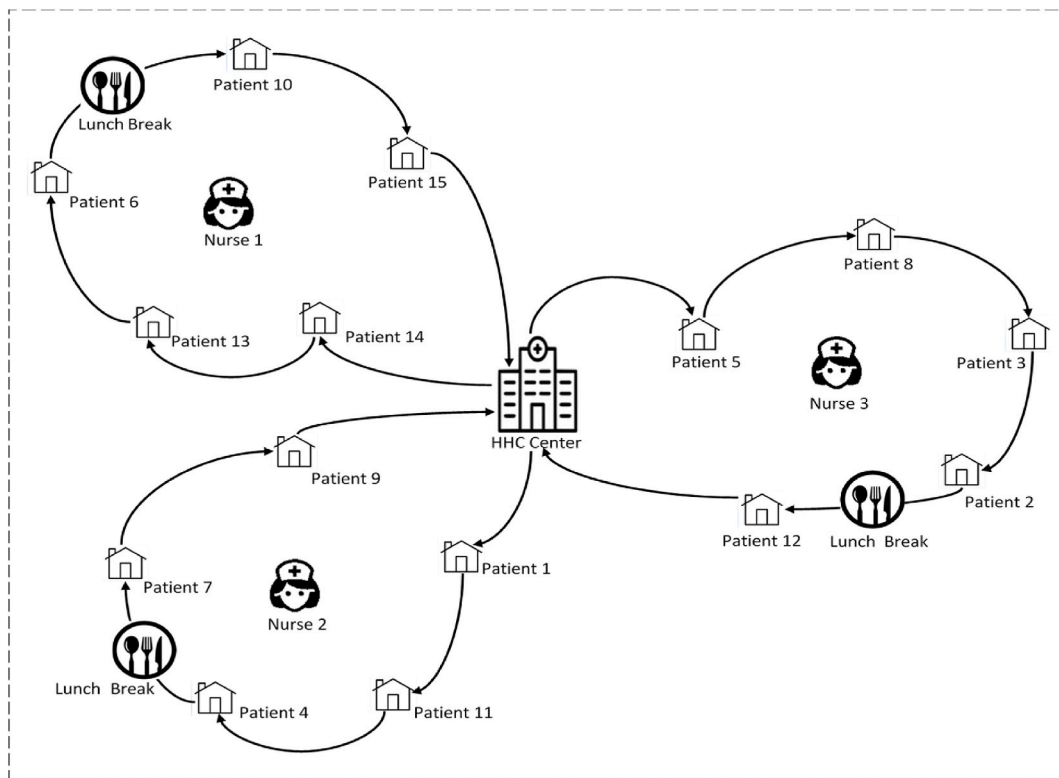 Patient 10
Lunch Break
Patient 15
Patient 6
Nurse 1
Patient 8
Patient 13
Patient 14
Patient 5
Patient 3
Nurse 3
HHC Center
Patient 9
Patient 2
Patient 12
Lunch Break
Patient 1
Patient 7
Nurse 2
Lunch Break
Patient 4
Patient 11